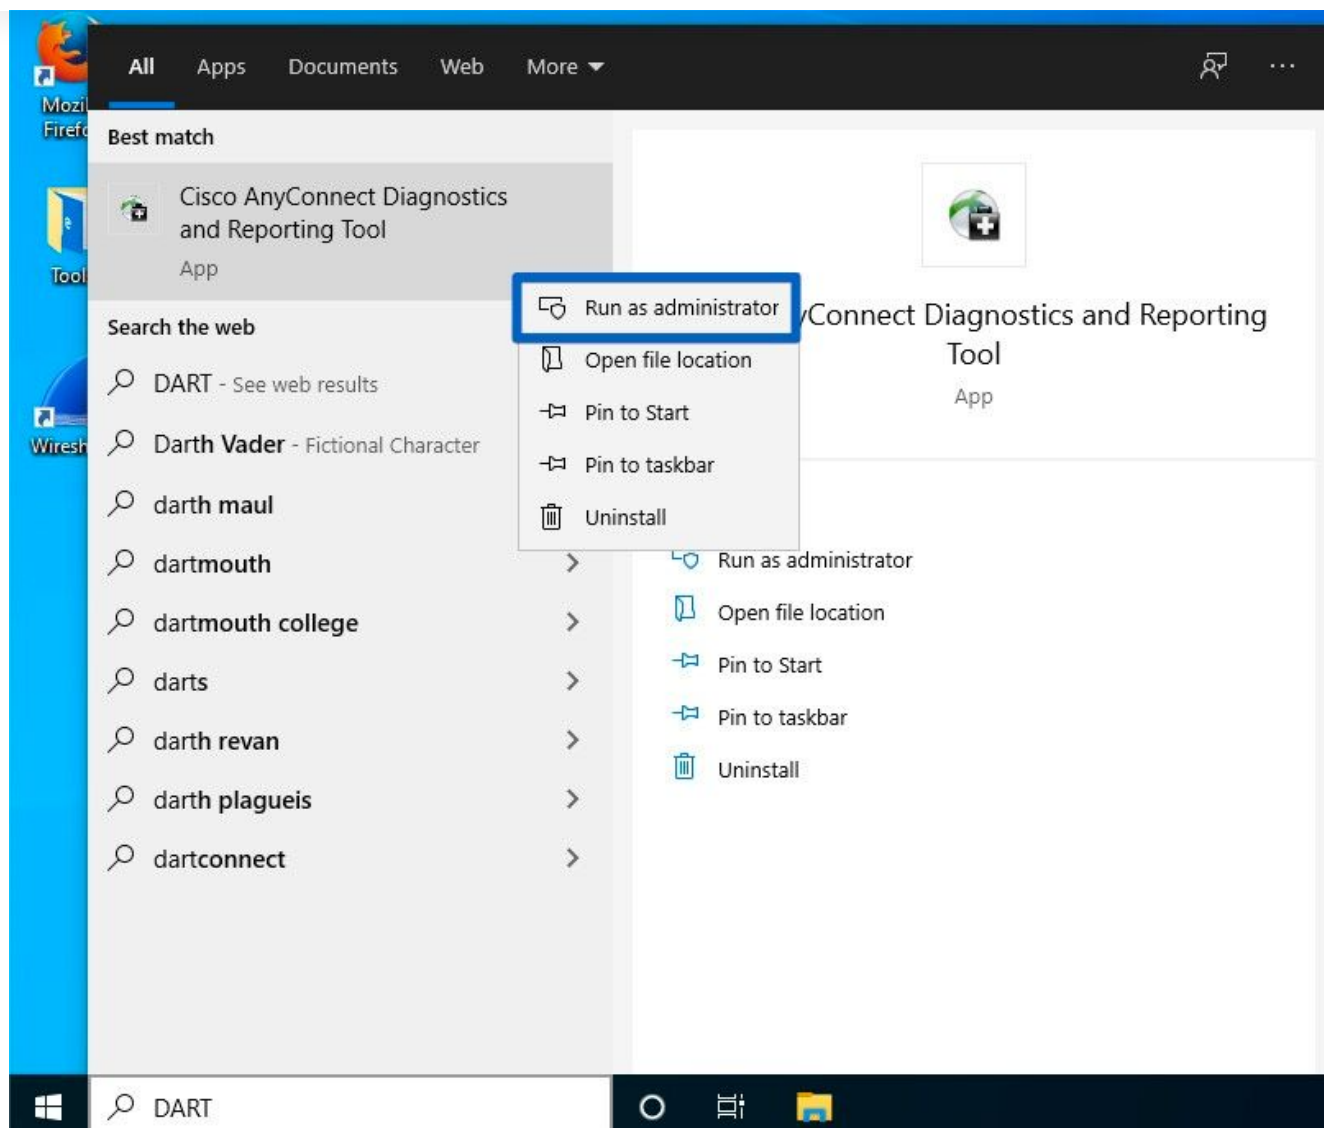 Mozil
Firefo
Tool
Wiresh
All Apps Documents Web More
Best match
Cisco AnyConnect Diagnostics
and Reporting Tool
App
Search the web
DART - See web results
Darth Vader - Fictional Character
darth maul
dartmouth
dartmouth college
darts
darth revan
darth plagueis
dartconnect
Run as administrator
Open file location
Pin to Start
Pin to taskbar
Uninstall
yConnect Diagnostics and Reporting
Tool
App
Run as administrator
Open file location
Pin to Start
Pin to taskbar
Uninstall
DART